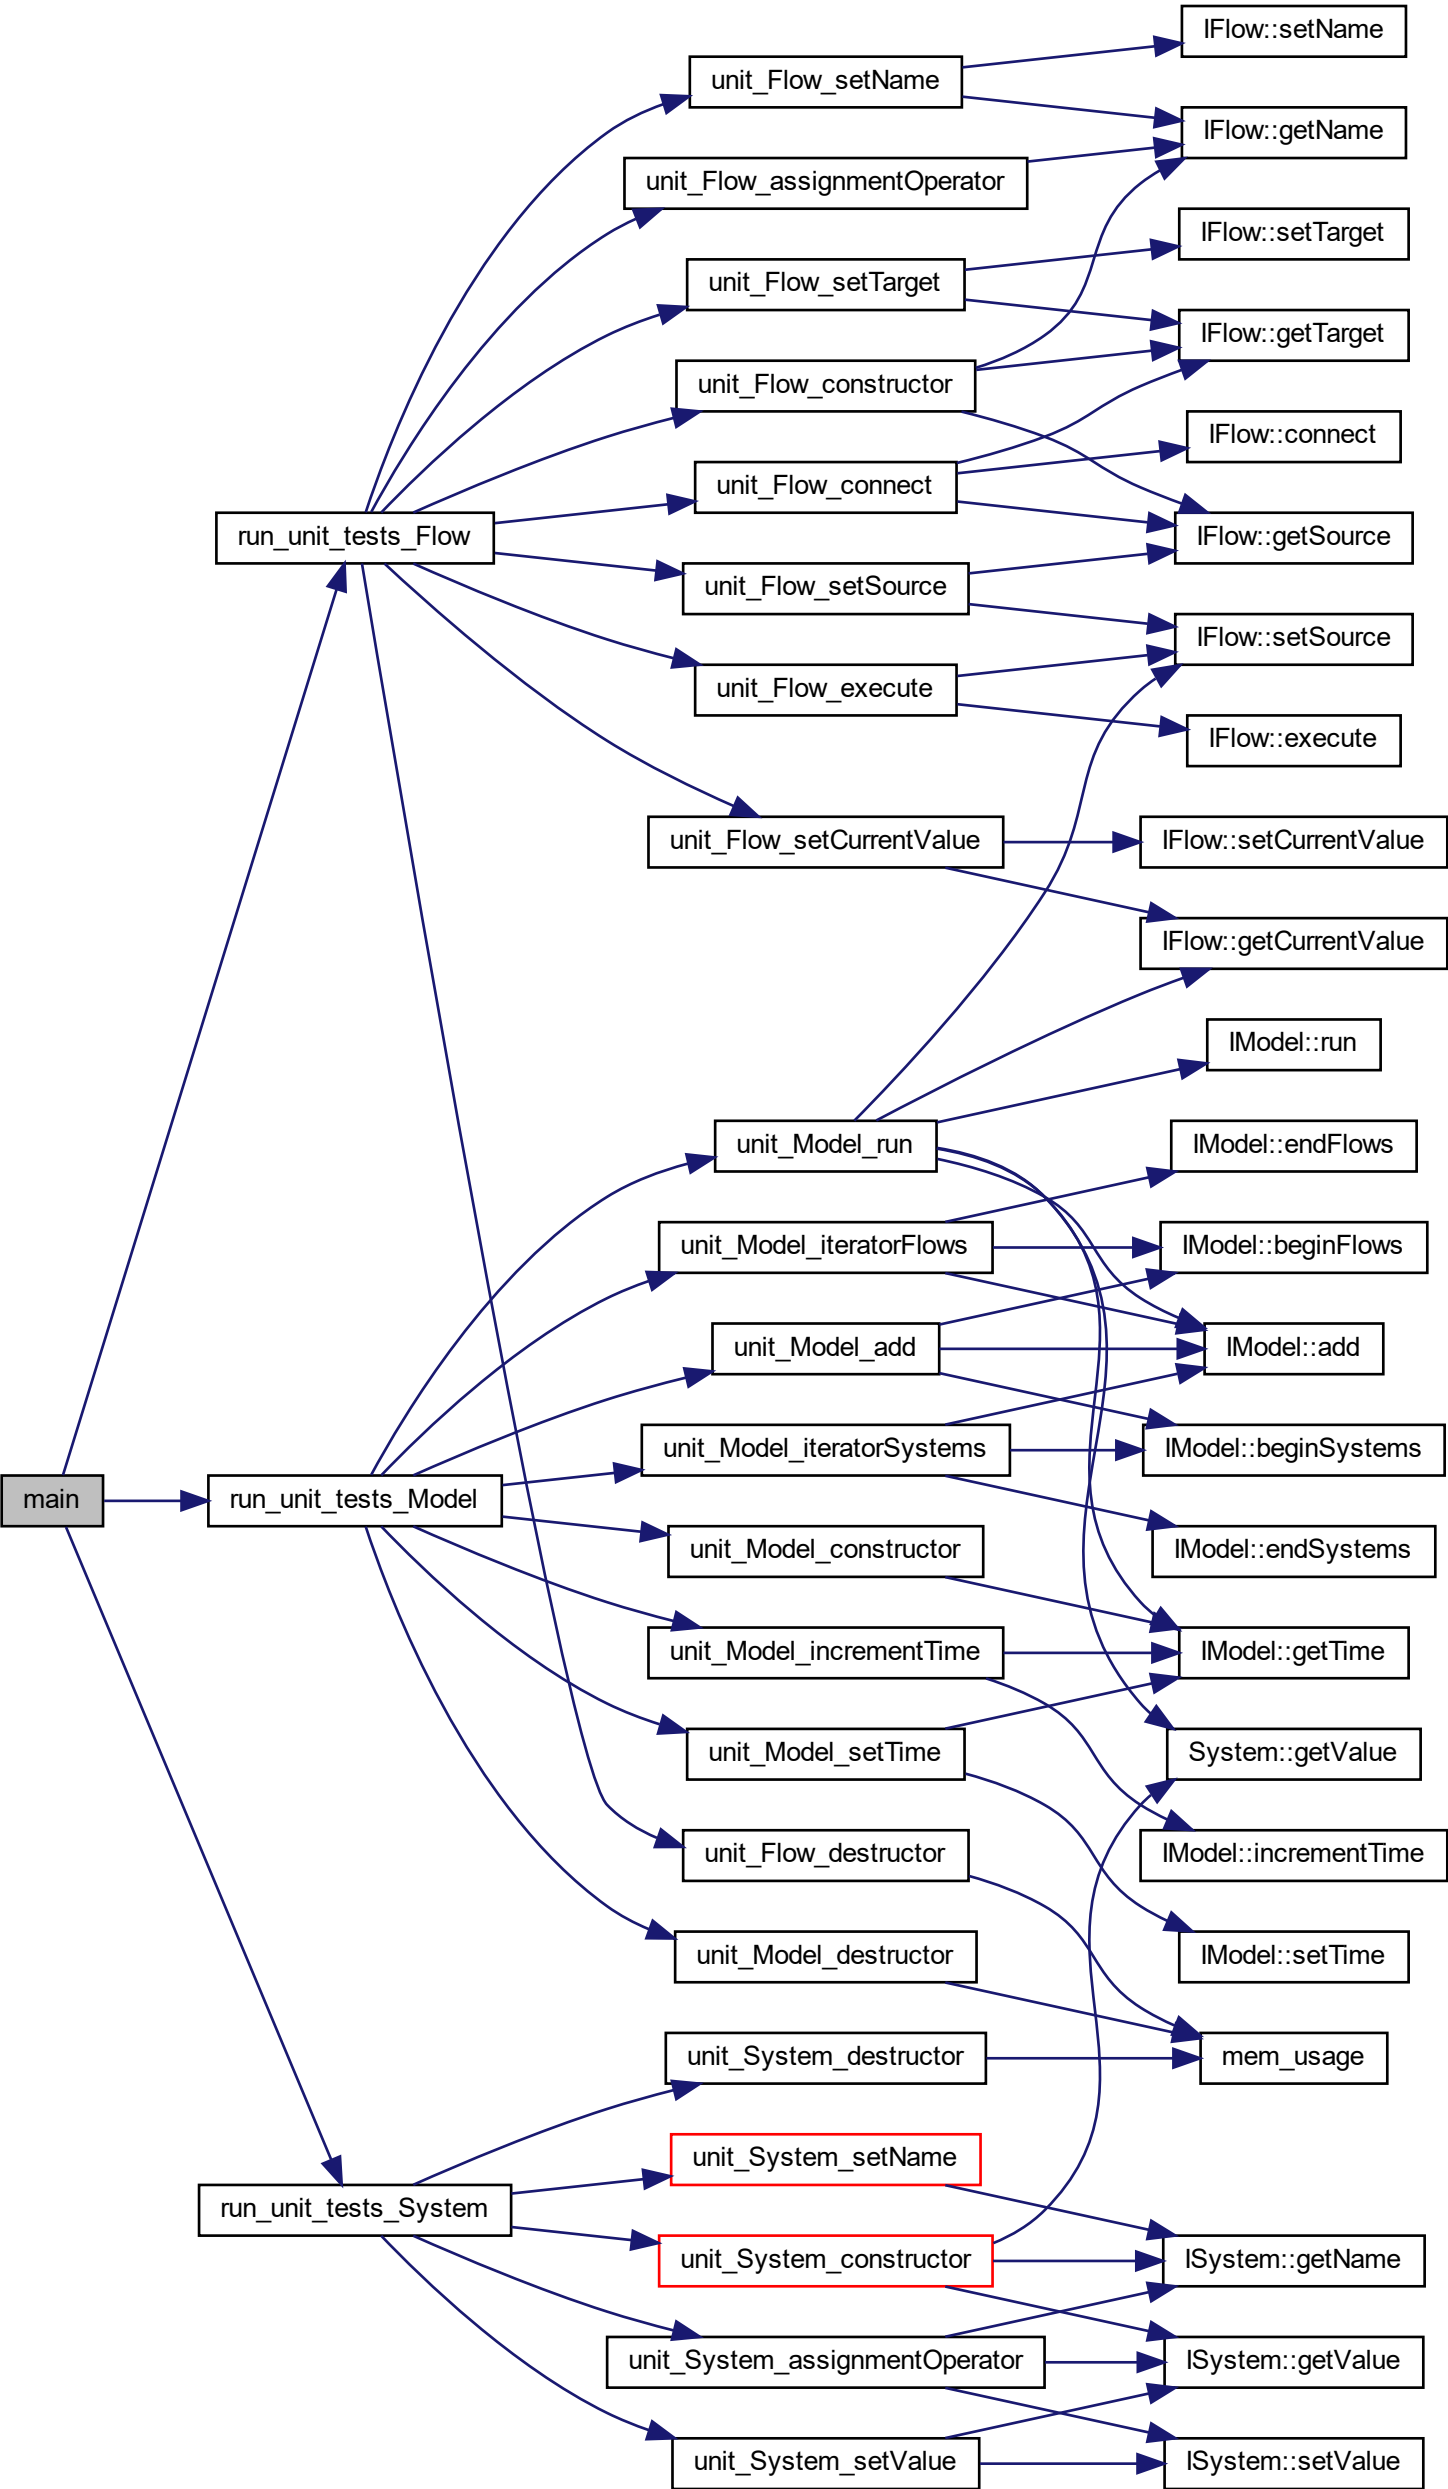 IFlow::setName
unit_Flow_setName
IFlow::getName
unit_Flow_assignmentOperator
IFlow::setTarget
unit_Flow_setTarget
IFlow::getTarget
unit_Flow_constructor
IFlow::connect
unit_Flow_connect
run_unit_tests_Flow
IFlow::getSource
unit_Flow_setSource
IFlow::setSource
unit_Flow_execute
IFlow::execute
unit_Flow_setCurrentValue
IFlow::setCurrentValue
IFlow::getCurrentValue
IModel::run
unit_Model_run
IModel::endFlows
unit_Model_iteratorFlows
IModel::beginFlows
unit_Model_add
IModel::add
unit_Model_iteratorSystems
IModel::beginSystems
main
run_unit_tests_Model
unit_Model_constructor
IModel::endSystems
unit_Model_incrementTime
IModel::getTime
unit_Model_setTime
System::getValue
unit_Flow_destructor
IModel::incrementTime
unit_Model_destructor
IModel::setTime
unit_System_destructor
mem_usage
unit_System_setName
run_unit_tests_System
unit_System_constructor
ISystem::getName
unit_System_assignmentOperator
ISystem::getValue
unit_System_setValue
ISystem::setValue